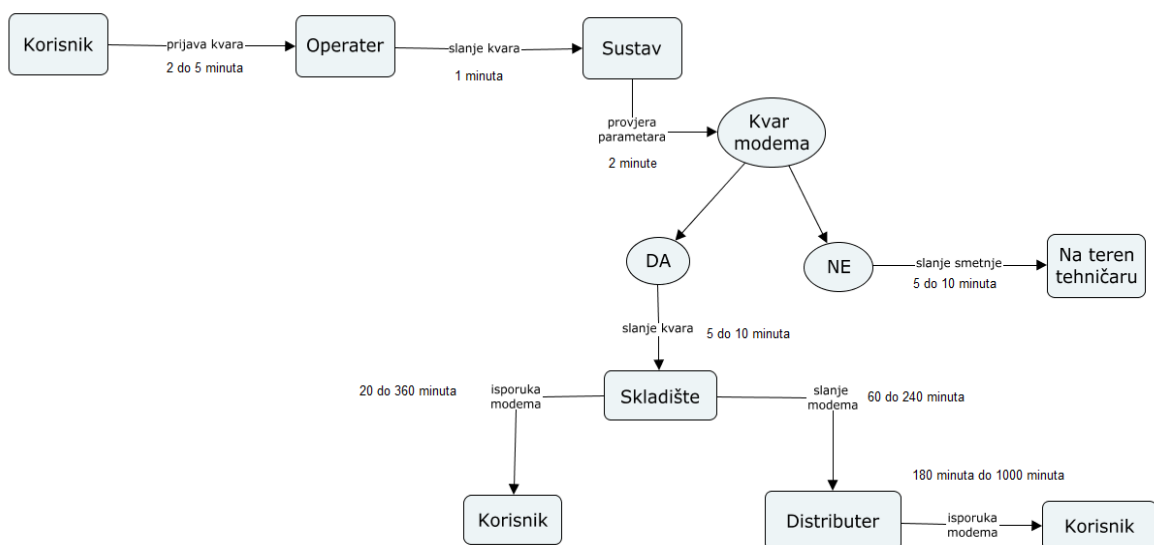 Korisnik
prijava kvara
2 do 5 minuta
Operater
slanje kvara
1 minuta
Sustav
provjera
parametara
2 minute
Kvar
modema
DA
NE
slanje smetnje
5 do 10 minuta
Na teren
tehničaru
slanje kvara
5 do 10 minuta
Skladište
20 do 360 minuta
isporuka
modema
slanje
modema
60 do 240 minuta
Korisnik
Distributer
180 minuta do 1000 minuta
isporuka
modema
Korisnik